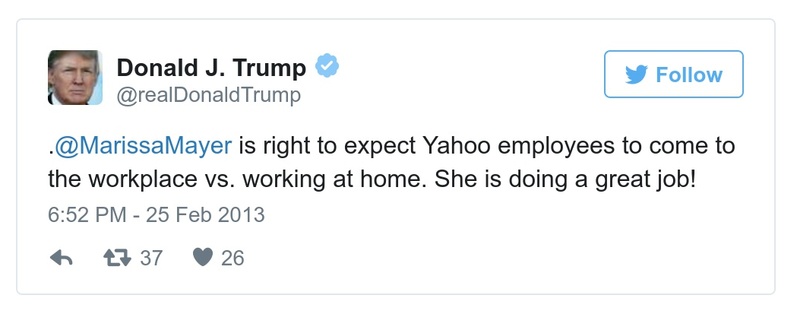 Donald J. Trump
@realDonaldTrump
Follow
.@MarissaMayer is right to expect Yahoo employees to come to
the workplace vs. working at home. She is doing a great job!
6:52 PM - 25 Feb 2013
37 26